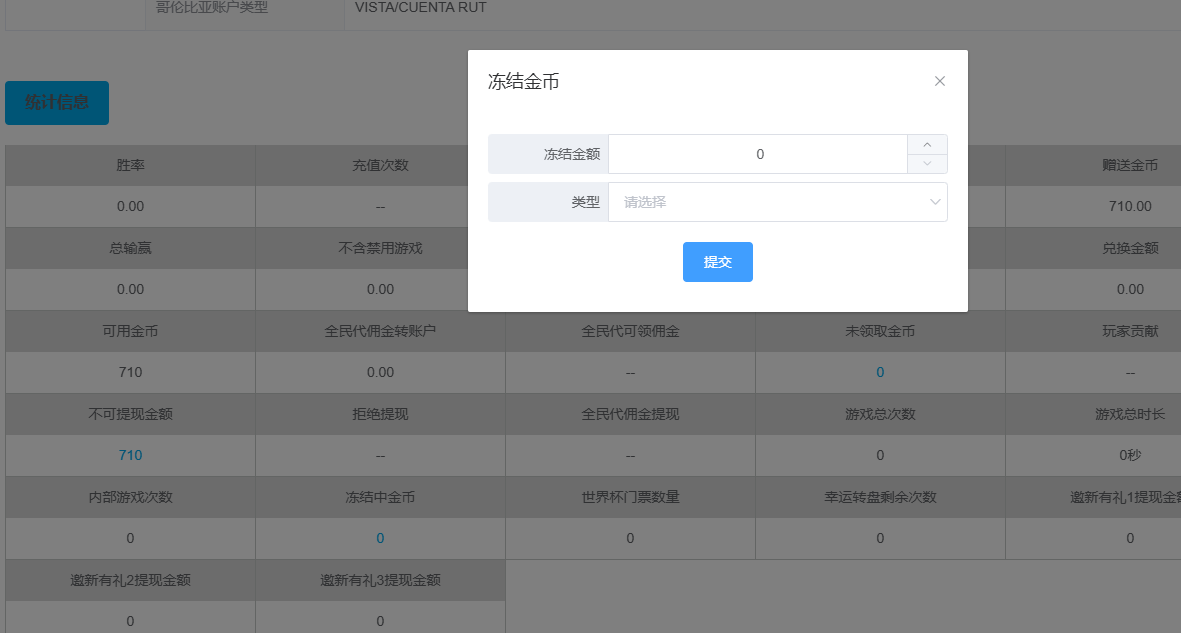 哥伦比亚账户类型 VISTA/CUENTA RUT
冻结金币
统计信息
冻结金额 0
类型 请选择
提交
胜率 充值次数 赠送金币
0.00 -- 710.00
总输赢 不含禁用游戏 兑换金额
0.00 0.00 0.00
可用金币 全民代佣金转账户 全民代可领佣金 未领取金币 玩家贡献
710 0.00 -- 0 --
不可提现金额 拒绝提现 全民代佣金提现 游戏总次数 游戏总时长
710 -- -- 0 0秒
内部游戏次数 冻结中金币 世界杯门票数量 幸运转盘剩余次数 邀新有礼1提现金额
0 0 0 0 0
邀新有礼2提现金额 邀新有礼3提现金额
0 0